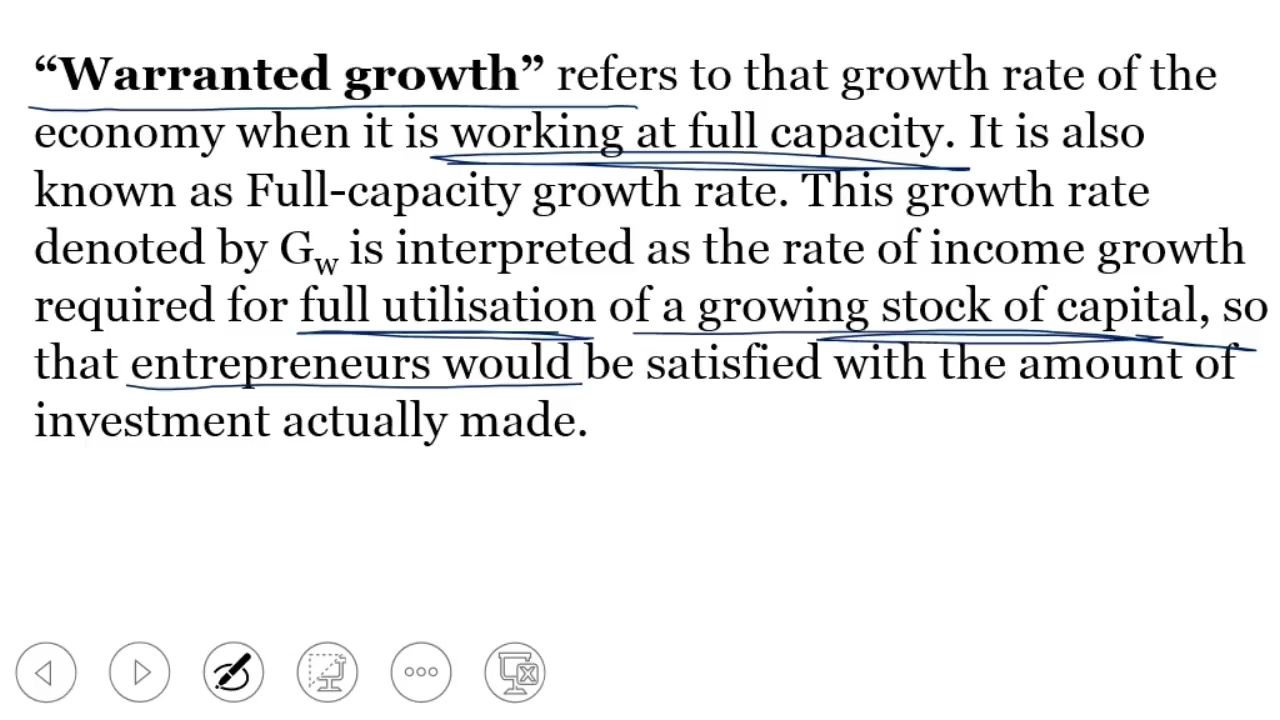 “Warranted growth” refers to that growth rate of the
economy when it is working at full capacity. It is also
known as Full-capacity growth rate. This growth rate
denoted by Gw is interpreted as the rate of income growth
required for full utilisation of a growing stock of capital, so
that entrepreneurs would be satisfied with the amount of
investment actually made.